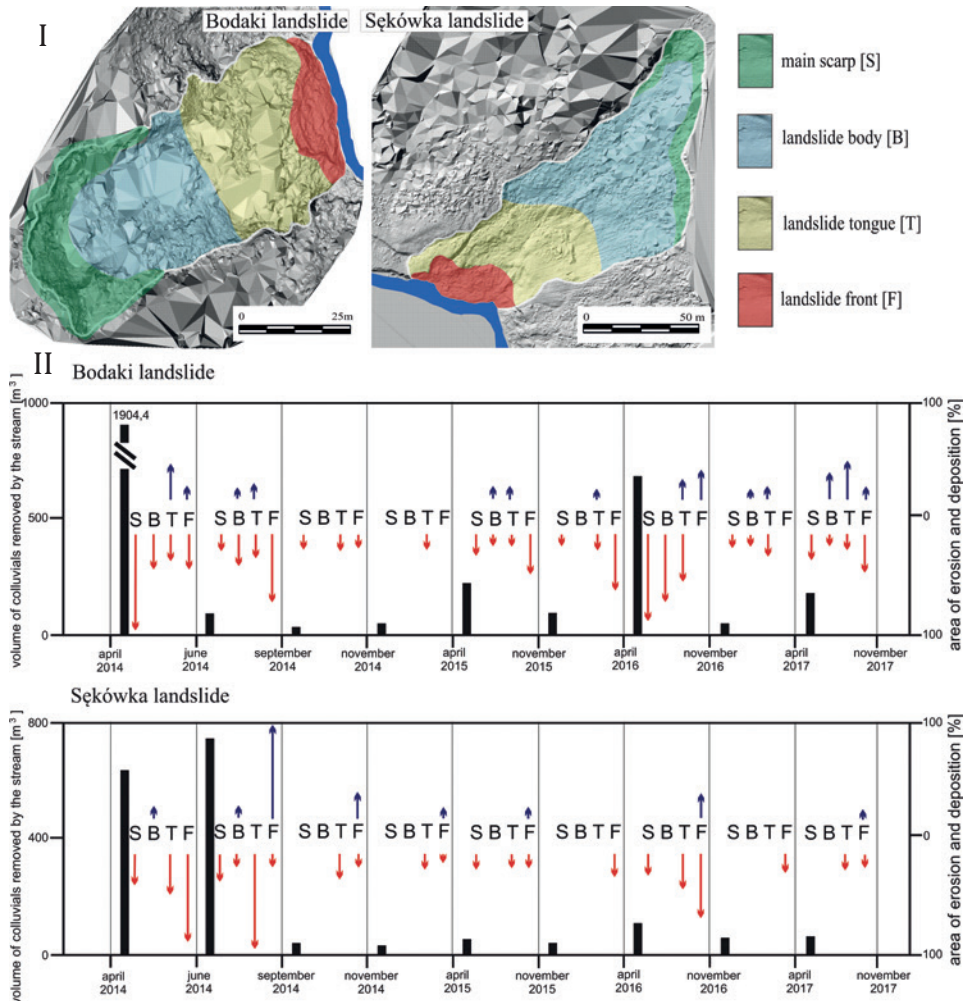 I
Bodaki landslide
Sękówka landslide
main scarp [S]
landslide body [B]
landslide tongue [T]
landslide front [F]
0 25m
0 50 m
II
Bodaki landslide
volume of colluvials removed by the stream [m³]
1000
500
0
1904,4
S B T F S B T F S B T F S B T F S B T F S B T F S B T F S B T F S B T F
100
0
100
area of erosion and deposition [%]
april 2014
june 2014
september 2014
november 2014
april 2015
november 2015
april 2016
november 2016
april 2017
november 2017
Sękówka landslide
volume of colluvials removed by the stream [m³]
800
400
0
S B T F S B T F S B T F S B T F S B T F S B T F S B T F S B T F S B T F
100
0
100
area of erosion and deposition [%]
april 2014
june 2014
september 2014
november 2014
april 2015
november 2015
april 2016
november 2016
april 2017
november 2017